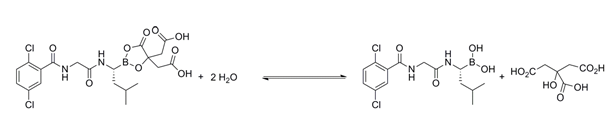 Cl O H N O O O OH B O O OH N H O Cl + 2 H₂O
Cl O H N OH B OH N H O Cl + HO₂C CO₂H HO OH O